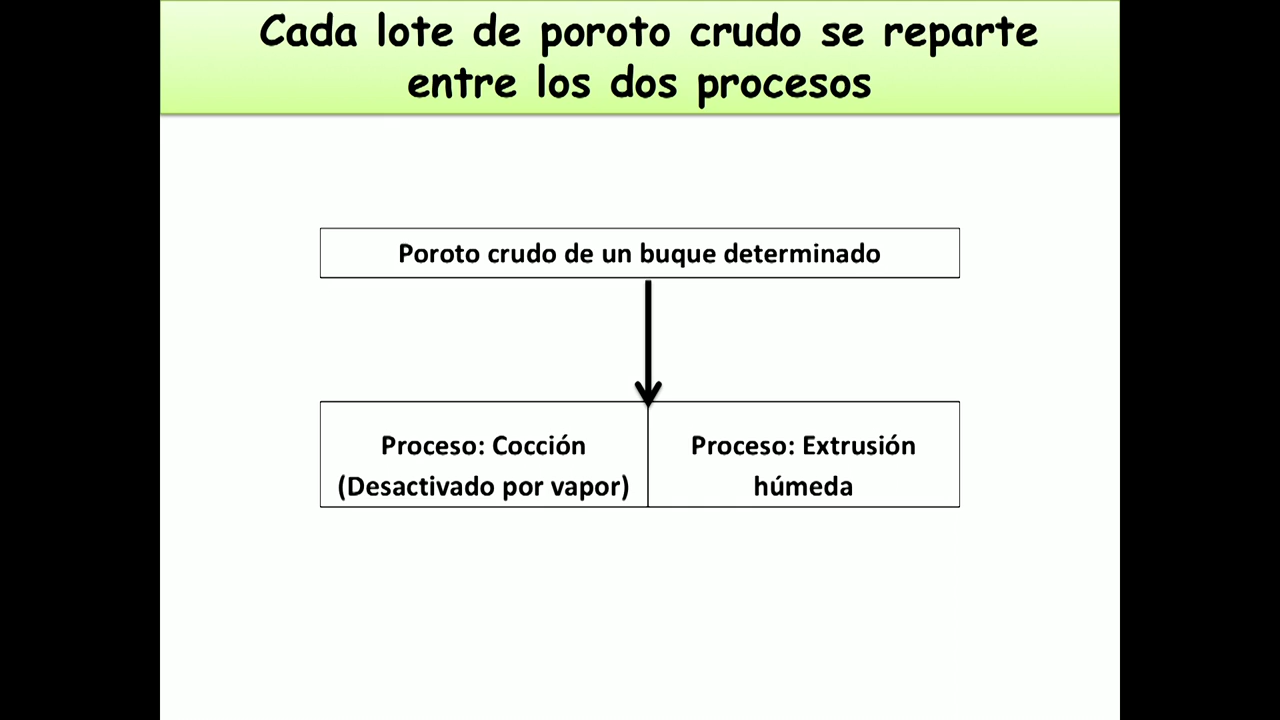 Cada lote de poroto crudo se reparte
entre los dos procesos
Poroto crudo de un buque determinado
Proceso: Cocción
(Desactivado por vapor)
Proceso: Extrusión
húmeda